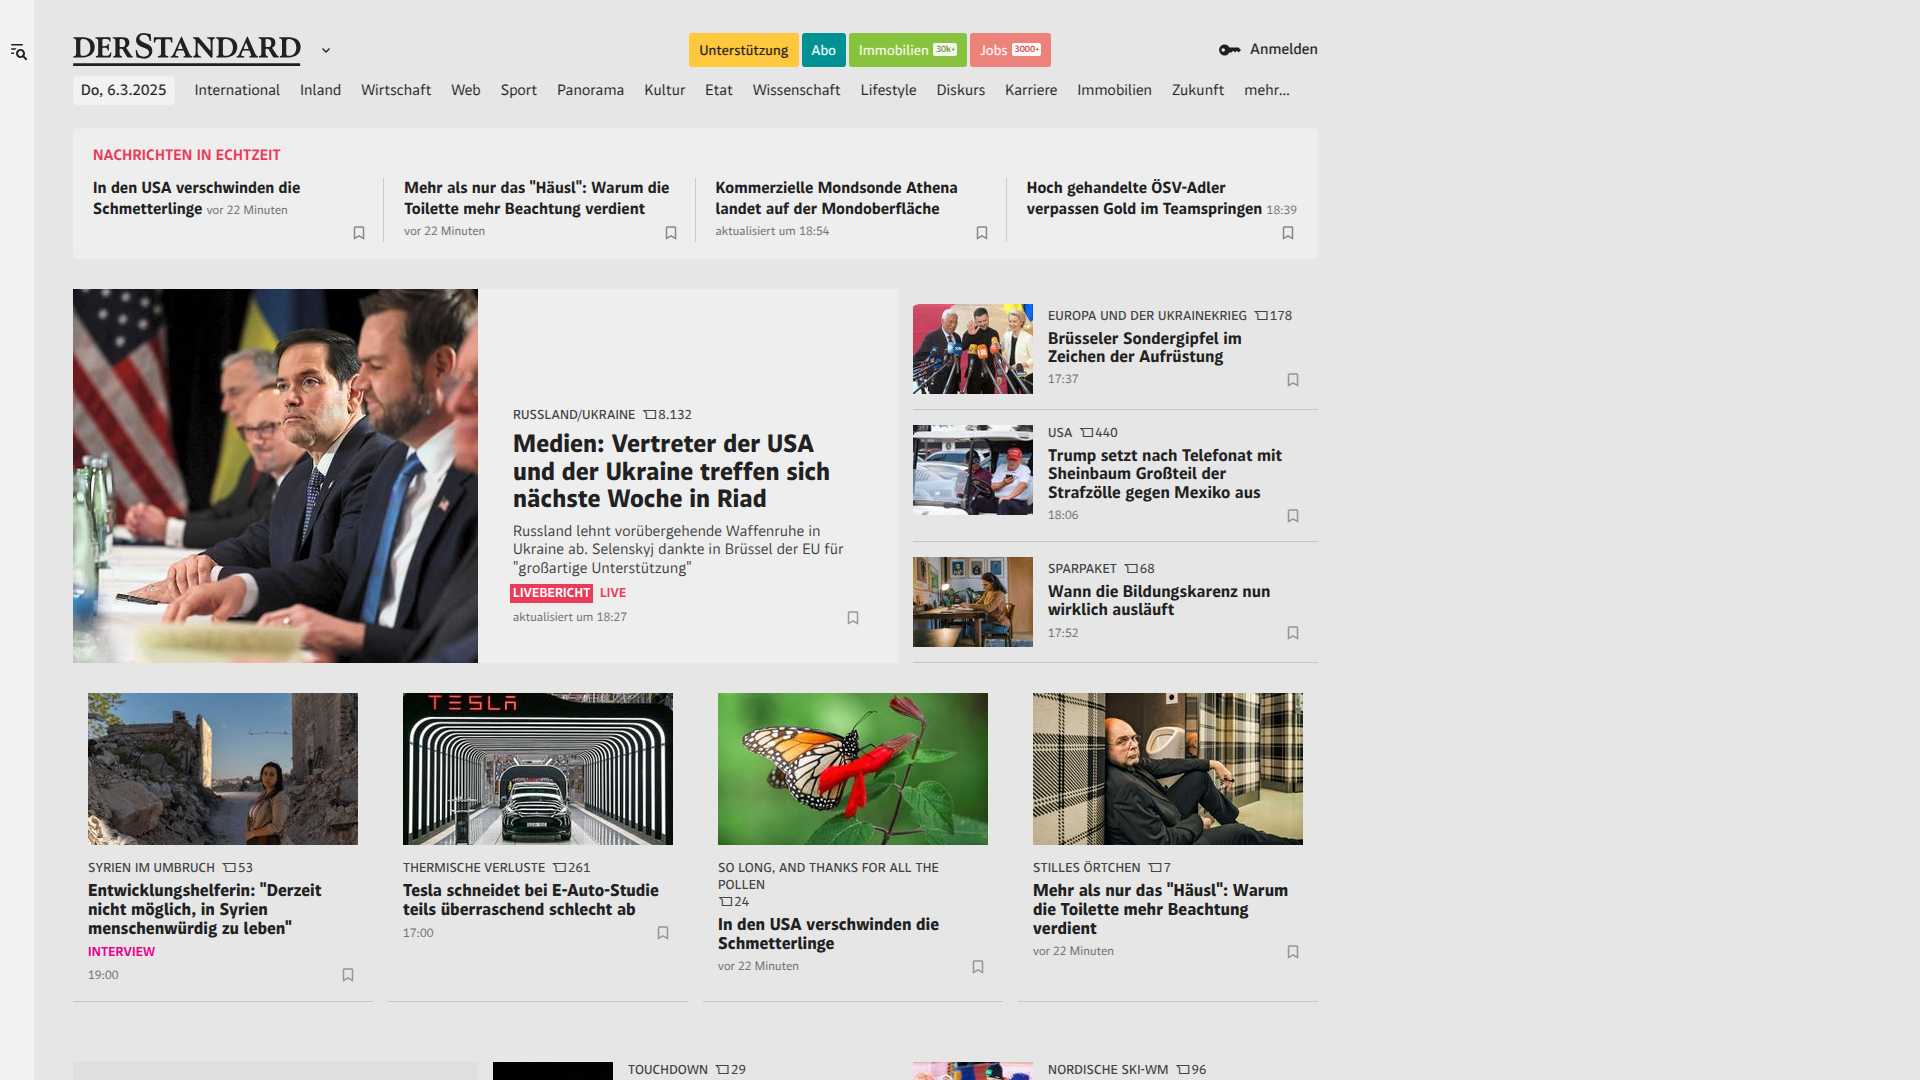 DERSTANDARD
Unterstützung
Abo
Immobilien 30k+
Jobs 3000+
Anmelden
Do, 6.3.2025
International
Inland
Wirtschaft
Web
Sport
Panorama
Kultur
Etat
Wissenschaft
Lifestyle
Diskurs
Karriere
Immobilien
Zukunft
mehr...
NACHRICHTEN IN ECHTZEIT
In den USA verschwinden die
Schmetterlinge vor 22 Minuten
Mehr als nur das "Häusl": Warum die
Toilette mehr Beachtung verdient
vor 22 Minuten
Kommerzielle Mondsonde Athena
landet auf der Mondoberfläche
aktualisiert um 18:54
Hoch gehandelte ÖSV-Adler
verpassen Gold im Teamspringen 18:39
RUSSLAND/UKRAINE 8.132
Medien: Vertreter der USA
und der Ukraine treffen sich
nächste Woche in Riad
Russland lehnt vorübergehende Waffenruhe in
Ukraine ab. Selenskyj dankte in Brüssel der EU für
"großartige Unterstützung"
LIVEBERICHT LIVE
aktualisiert um 18:27
EUROPA UND DER UKRAINEKRIEG 178
Brüsseler Sondergipfel im
Zeichen der Aufrüstung
17:37
USA 440
Trump setzt nach Telefonat mit
Sheinbaum Großteil der
Strafzölle gegen Mexiko aus
18:06
SPARPAKET 68
Wann die Bildungskarenz nun
wirklich ausläuft
17:52
SYRIEN IM UMBRUCH 53
Entwicklungshelferin: "Derzeit
nicht möglich, in Syrien
menschenwürdig zu leben"
INTERVIEW
19:00
TESLA
THERMISCHE VERLUSTE 261
Tesla schneidet bei E-Auto-Studie
teils überraschend schlecht ab
17:00
SO LONG, AND THANKS FOR ALL THE
POLLEN
24
In den USA verschwinden die
Schmetterlinge
vor 22 Minuten
STILLES ÖRTCHEN 7
Mehr als nur das "Häusl": Warum
die Toilette mehr Beachtung
verdient
vor 22 Minuten
TOUCHDOWN 29
NORDISCHE SKI-WM 96